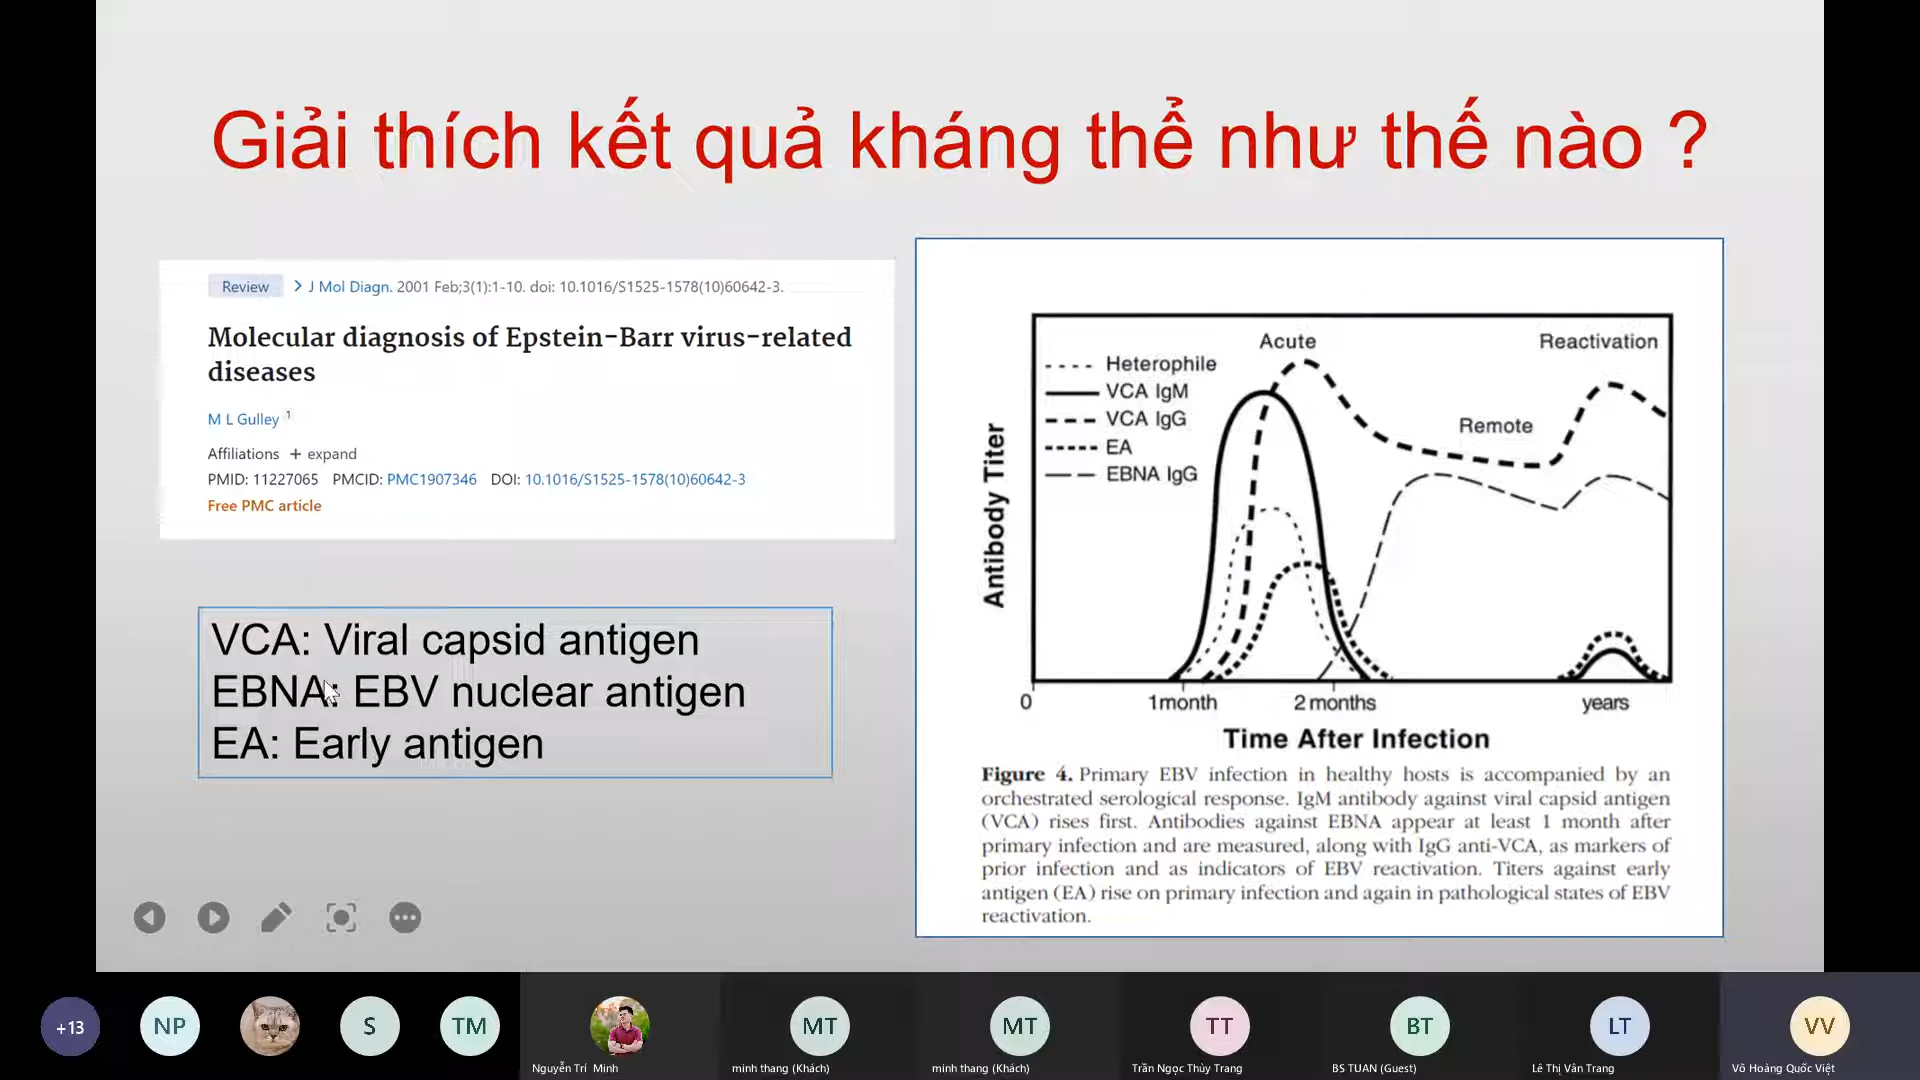 Giải thích kết quả kháng thể như thế nào ?
Review
J Mol Diagn. 2001 Feb;3(1):1-10. doi: 10.1016/S1525-1578(10)60642-3.
Molecular diagnosis of Epstein-Barr virus-related
diseases
M L Gulley 1
Affiliations + expand
PMID: 11227065 PMCID: PMC1907346 DOI: 10.1016/S1525-1578(10)60642-3
Free PMC article
VCA: Viral capsid antigen
EBNA: EBV nuclear antigen
EA: Early antigen
Acute
Reactivation
Remote
Heterophile
VCA IgM
VCA IgG
EA
EBNA IgG
Antibody Titer
0
1month
2 months
years
Time After Infection
Figure 4. Primary EBV infection in healthy hosts is accompanied by an
orchestrated serological response. IgM antibody against viral capsid antigen
(VCA) rises first. Antibodies against EBNA appear at least 1 month after
primary infection and are measured, along with IgG anti-VCA, as markers of
prior infection and as indicators of EBV reactivation. Titers against early
antigen (EA) rise on primary infection and again in pathological states of EBV
reactivation.
+13
NP
S
TM
MT
MT
TT
BT
LT
VV
Nguyễn Trí Minh
minh thang (Khách)
minh thang (Khách)
Trần Ngọc Thùy Trang
BS TUAN (Guest)
Lê Thị Vân Trang
Võ Hoàng Quốc Việt